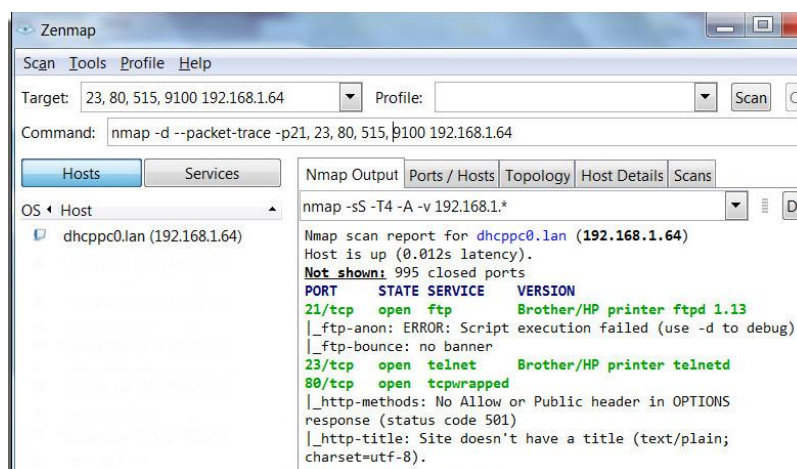 Zenmap
Scan Tools Profile Help
Target: 23, 80, 515, 9100 192.168.1.64 Profile: Scan
Command: nmap -d --packet-trace -p21, 23, 80, 515, 9100 192.168.1.64
Hosts Services
Nmap Output Ports / Hosts Topology Host Details Scans
OS Host
nmap -sS -T4 -A -v 192.168.1.*
dhcppc0.lan (192.168.1.64)
Nmap scan report for dhcppc0.lan (192.168.1.64)
Host is up (0.012s latency).
Not shown: 995 closed ports
PORT STATE SERVICE VERSION
21/tcp open ftp Brother/HP printer ftpd 1.13
|_ftp-anon: ERROR: Script execution failed (use -d to debug)
|_ftp-bounce: no banner
23/tcp open telnet Brother/HP printer telnetd
80/tcp open tcpwrapped
|_http-methods: No Allow or Public header in OPTIONS
response (status code 501)
|_http-title: Site doesn't have a title (text/plain;
charset=utf-8).